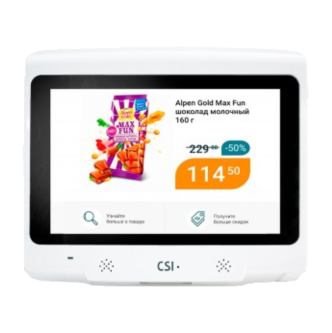 Alpen Gold Max Fun
шоколад молочный
160 г
229 00 -50%
114 50
MAX
FUN
Узнайте
больше о товаре
Получите
больше скидок
CSI